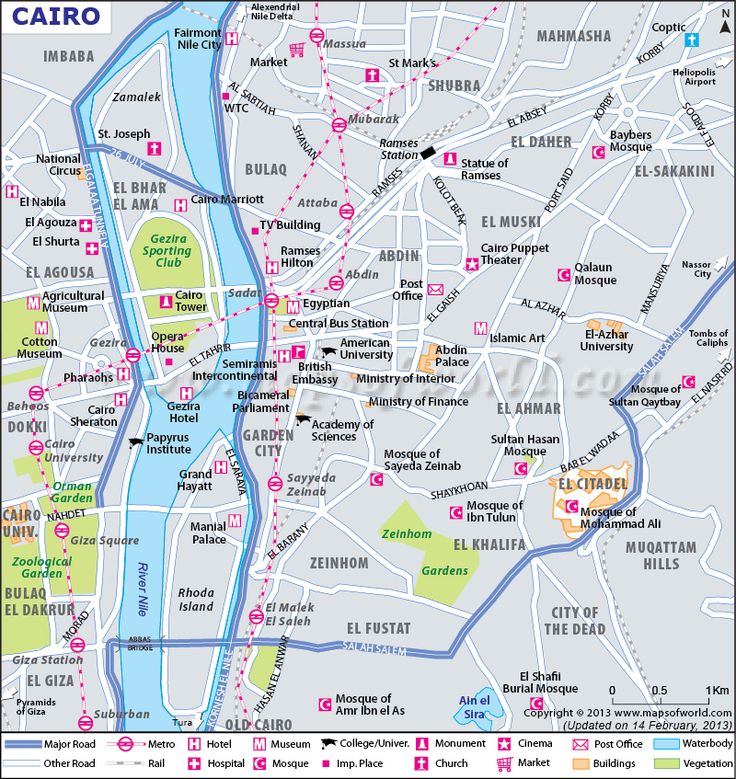 CAIRO
Alexendrial
Nile Delta
Fairmont
Nile City
Massua
Market
St Mark's
MAHMASHA
Coptic
N
IMBABA
Zamalek
AL SABTIAH
WTC
SHUBRA
KORBY
Heliopolis
Airport
Mubarak
SHANAN
EL ABSEY
KORBY
EL FARDOS
St. Joseph
26 JULY
Ramses
Station
EL DAHER
Baybers
Mosque
National
Circus
BULAQ
RAMSES
Statue of
Ramses
EL-SAKAKINI
EL BHAR
EL AMA
Cairo Marriott
Attaba
KOLOT BEAK
PORT SAID
El Nabila
El Agouza
El Shurta
TV Building
EL MUSKI
Gezira
Sporting
Club
Ramses
Hilton
ABDIN
Cairo Puppet
Theater
EL AGOUSA
Abdin
Post
Office
Qalaun
Mosque
MANSURIYA
Nassor
City
Agricultural
Museum
Sadat
Cairo
Tower
Egyptian
EL GAISH
AL AZHAR
SALAH SALEM
Central Bus Station
Cotton
Museum
Gezira
Opera
House
EL TAHRIR
American
University
Islamic Art
El-Azhar
University
Tombs of
Caliphs
Abdin
Palace
British
Embassy
Pharaohs
Semiramis
Intercontinental
Ministry of Interior
www.mapsofworld.com
EL NASR RD
Behoos
DOKKI
Cairo
Sheraton
Gezira
Hotel
Bicameral
Parliament
Ministry of Finance
EL AHMAR
Mosque of
Sultan Qaytbay
Cairo
University
Papyrus
Institute
GARDEN
CITY
Academy of
Sciences
Sultan Hasan
Mosque
BAB EL WADAA
Orman
Garden
Grand
Hayatt
EL SARAYA
Sayyeda
Zeinab
Mosque of
Sayeda Zeinab
SHAYKHOAN
EL CITADEL
CAIRO
UNIV.
NAHDET
Giza Square
Manial
Palace
Mosque of
Ibn Tulun
Mosque of
Mohammad Ali
Zoological
Garden
River Nile
EL BARANY
ZEINHOM
Zeinhom
Gardens
EL KHALIFA
MUQATTAM
HILLS
BULAQ
EL DAKRUR
Rhoda
Island
El Malek
El Saleh
MORAD
ABBAS
BRIDGE
EL FUSTAT
CITY OF
THE DEAD
Giza Station
SALAH SALEM
EL GIZA
KORNESH EL NILE
HASAN EL ANWAR
Pyramids
of Giza
Suburban
Tura
OLD CAIRO
Mosque of
Amr Ibn el As
Ain el
Sira
El Shafii
Burial Mosque
0 0.5 1Km
Copyright © 2013 www.mapsofworld.com
(Updated on 14 February, 2013)
Major Road Metro Hotel Museum College/Univer. Monument Cinema Post Office Waterbody
Other Road Rail Hospital Mosque Imp. Place Church Market Buildings Vegetation